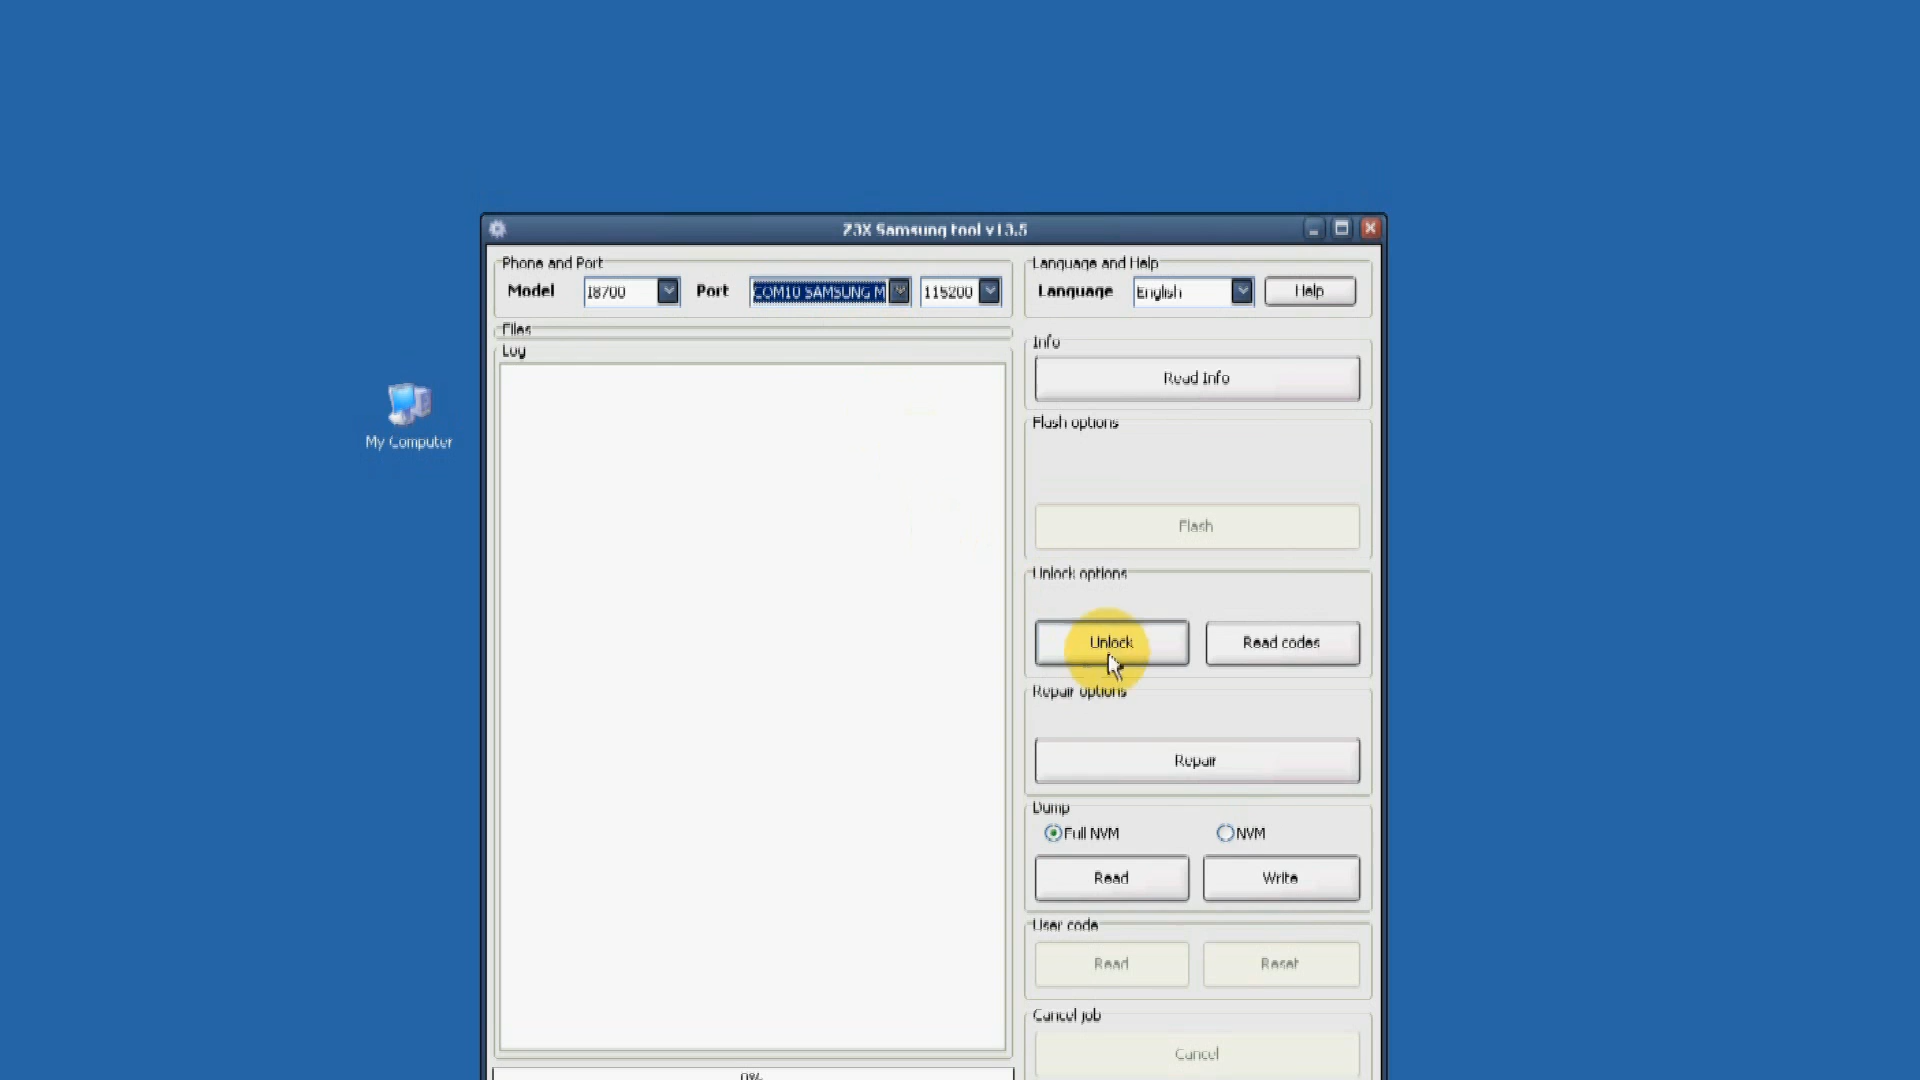 Z3X Samsung tool v13.5
Phone and Port
Model I8700 Port COM10 SAMSUNG M 115200
Language and Help
Language English Help
Files
Log
Info
Read Info
Flash options
Flash
Unlock options
Unlock Read codes
Repair options
Repair
Dump
Full NVM NVM
Read Write
User code
Read Reset
Cancel job
Cancel
0%
My Computer